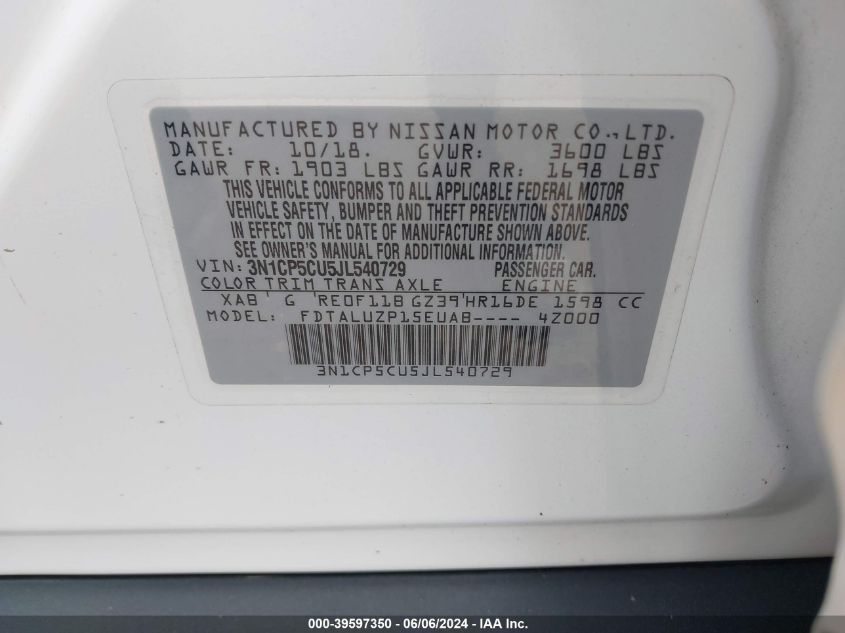 MANUFACTURED BY NISSAN MOTOR CO., LTD.
DATE: 10/18. GVWR: 3600 LBS
GAWR FR: 1903 LBS GAWR RR: 1698 LBS
THIS VEHICLE CONFORMS TO ALL APPLICABLE FEDERAL MOTOR
VEHICLE SAFETY, BUMPER AND THEFT PREVENTION STANDARDS
IN EFFECT ON THE DATE OF MANUFACTURE SHOWN ABOVE.
SEE OWNER'S MANUAL FOR ADDITIONAL INFORMATION.
VIN: 3N1CP5CU5JL540729 PASSENGER CAR.
COLOR TRIM TRANS AXLE ENGINE
XAB G RE0F11B GZ39 HR16DE 1598 CC
MODEL: FDTALUZP15EUAB---- 4Z000
3N1CP5CU5JL540729
000-39597350 - 06/06/2024 - IAA Inc.